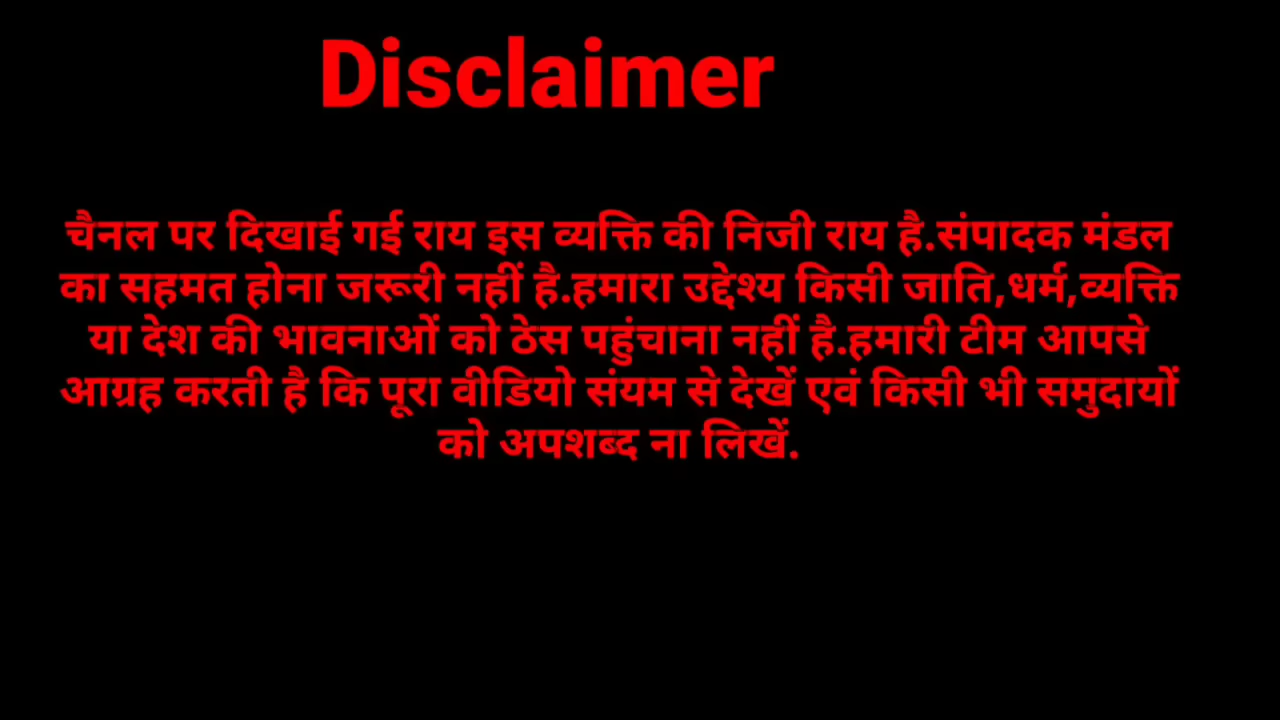 Disclaimer
चैनल पर दिखाई गई राय इस व्यक्ति की निजी राय है.संपादक मंडल
का सहमत होना जरूरी नहीं है.हमारा उद्देश्य किसी जाति,धर्म,व्यक्ति
या देश की भावनाओं को ठेस पहुंचाना नहीं है.हमारी टीम आपसे
आग्रह करती है कि पूरा वीडियो संयम से देखें एवं किसी भी समुदायों
को अपशब्द ना लिखें.